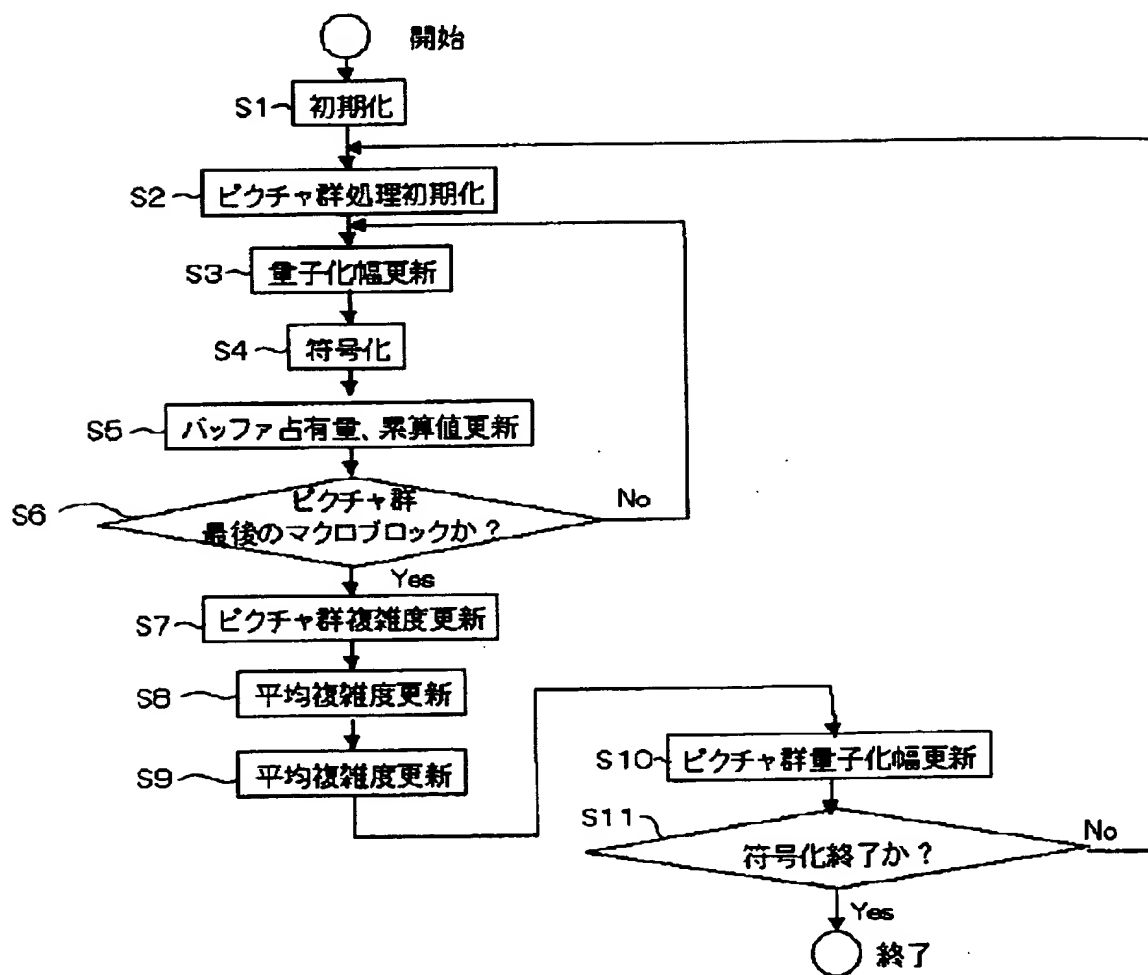 開始
S1 初期化
S2 ピクチャ群処理初期化
S3 量子化幅更新
S4 符号化
S5 バッファ占有量、累算値更新
S6 ピクチャ群
最後のマクロブロックか？
No
Yes
S7 ピクチャ群複雑度更新
S8 平均複雑度更新
S9 平均複雑度更新
S10 ピクチャ群量子化幅更新
S11 符号化終了か？
No
Yes
終了